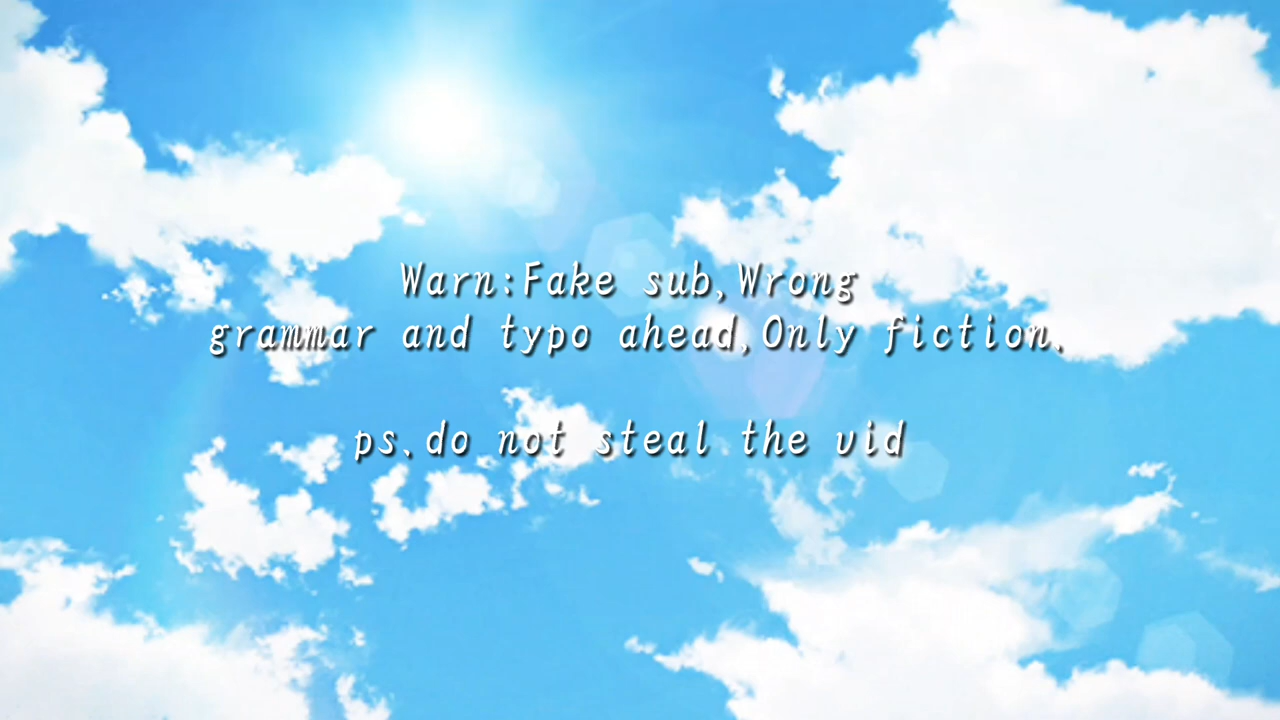 Warn:Fake sub,Wrong
grammar and typo ahead,Only fiction.
ps.do not steal the vid